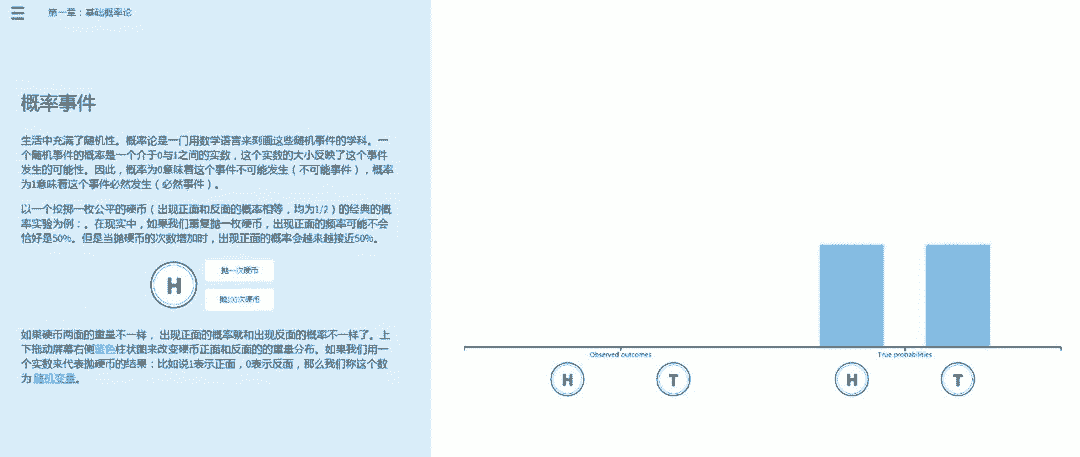 第一章：基础概率论
概率事件
生活中充满了随机性。概率论是一门用数学语言来刻画这些随机事件的学科。一
个随机事件的概率是一个介于0与1之间的实数，这个实数的大小反映了这个事件
发生的可能性。因此，概率为0意味着这个事件不可能发生（不可能事件），概率
为1意味着这个事件必然发生（必然事件）。
以一个投掷一枚公平的硬币（出现正面和反面的概率相等，均为1/2）的经典的概
率实验为例：。在现实中，如果我们重复抛一枚硬币，出现正面的频率可能不会
恰好是50%。但是当抛硬币的次数增加时，出现正面的概率会越来越接近50%。
H
抛一次硬币
抛100次硬币
如果硬币两面的重量不一样， 出现正面的概率就和出现反面的概率不一样了。上
下拖动屏幕右侧蓝色柱状图来改变硬币正面和反面的的重量分布。如果我们用一
个实数来代表抛硬币的结果：比如说1表示正面，0表示反面，那么我们称这个数
为 随机变量。
Observed outcomes
H T
True probabilities
H T